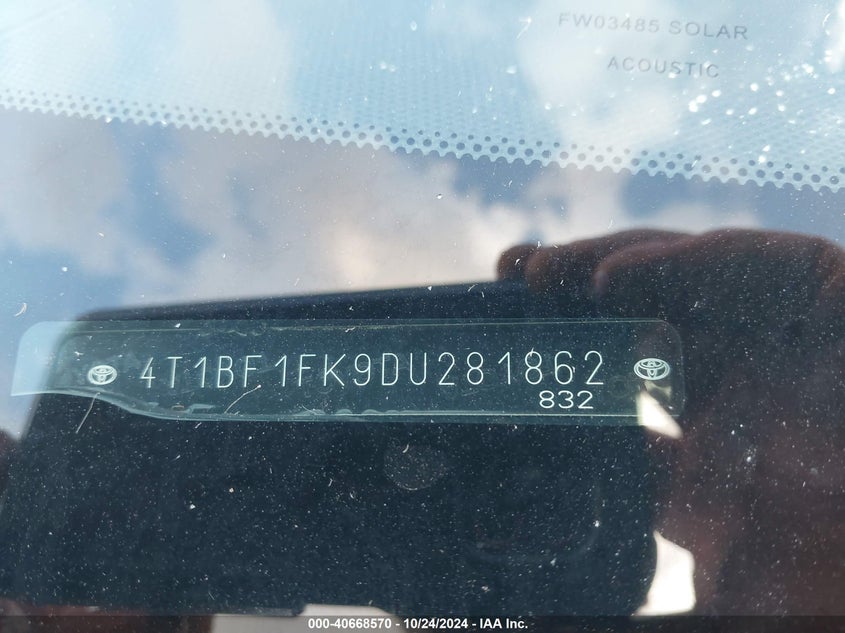 FW03485 SOLAR
ACOUSTIC
4T1BF1FK9DU281862
832
000-40668570 - 10/24/2024 - IAA Inc.